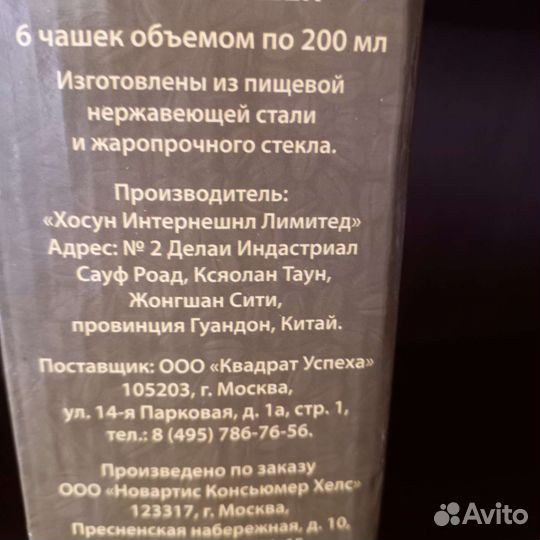 6 чашек объемом по 200 мл
Изготовлены из пищевой
нержавеющей стали
и жаропрочного стекла.
Производитель:
«Хосун Интернешнл Лимитед»
Адрес: № 2 Делаи Индастриал
Сауф Роад, Ксяолан Таун,
Жонгшан Сити,
провинция Гуандон, Китай.
Поставщик: ООО «Квадрат Успеха»
105203, г. Москва,
ул. 14-я Парковая, д. 1а, стр. 1,
тел.: 8 (495) 786-76-56.
Произведено по заказу
ООО «Новартис Консьюмер Хелс»
123317, г. Москва,
Пресненская набережная, д. 10,
Avito